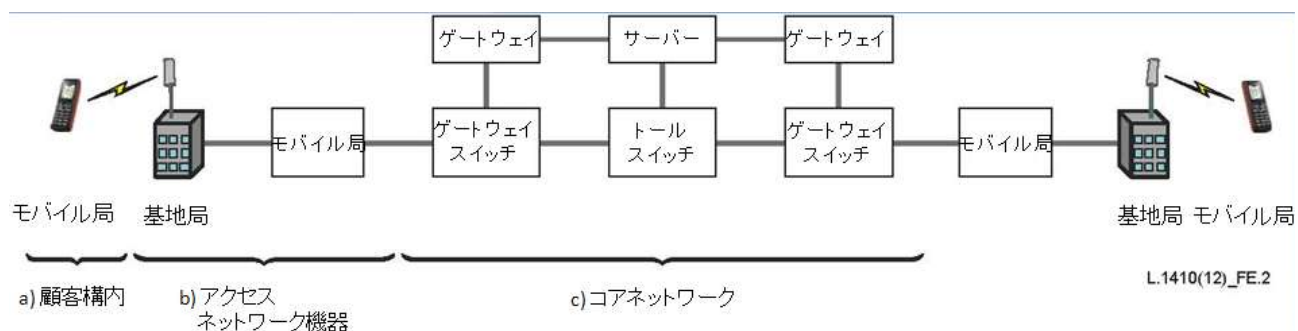 ゲートウェイ
サーバー
ゲートウェイ
モバイル局
ゲートウェイ
スイッチ
トール
スイッチ
ゲートウェイ
スイッチ
モバイル局
モバイル局
基地局
基地局
モバイル局
a)顧客構内
b)アクセス
ネットワーク機器
c)コアネットワーク
L.1410(12)_FE.2